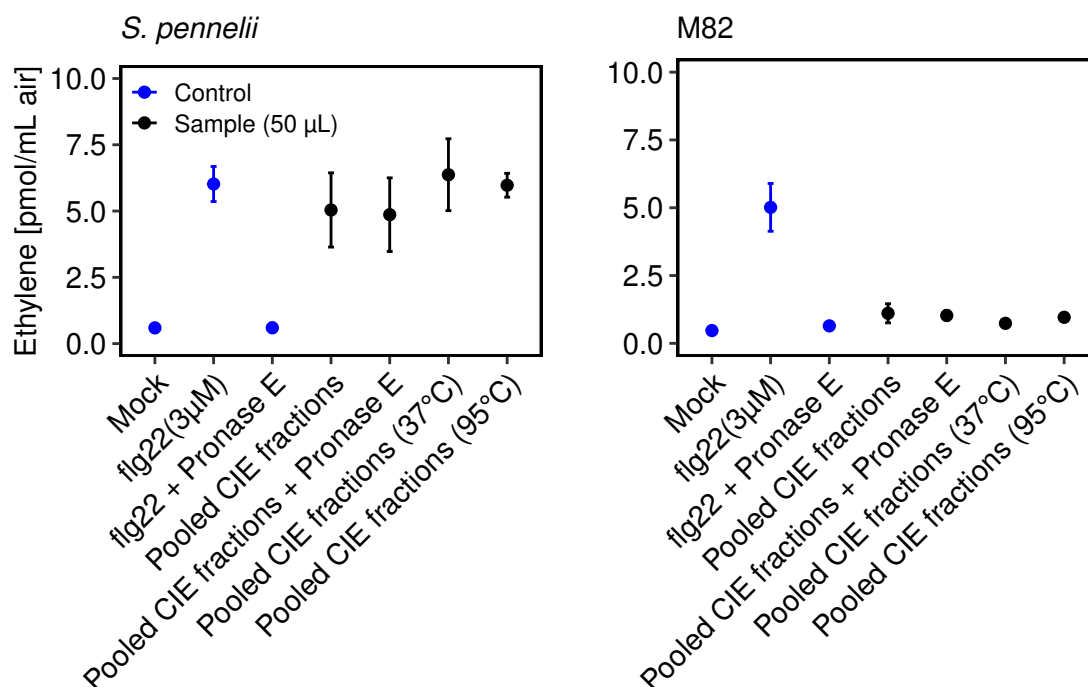 S. pennelii
M82
Ethylene [pmol/mL air]
10.0
7.5
5.0
2.5
0.0
Control
Sample (50 µL)
Mock
flg22(3µM)
flg22 + Pronase E
Pooled CIE fractions
Pooled CIE fractions + Pronase E
Pooled CIE fractions (37°C)
Pooled CIE fractions (95°C)
10.0
7.5
5.0
2.5
0.0
Mock
flg22(3µM)
flg22 + Pronase E
Pooled CIE fractions
Pooled CIE fractions + Pronase E
Pooled CIE fractions (37°C)
Pooled CIE fractions (95°C)